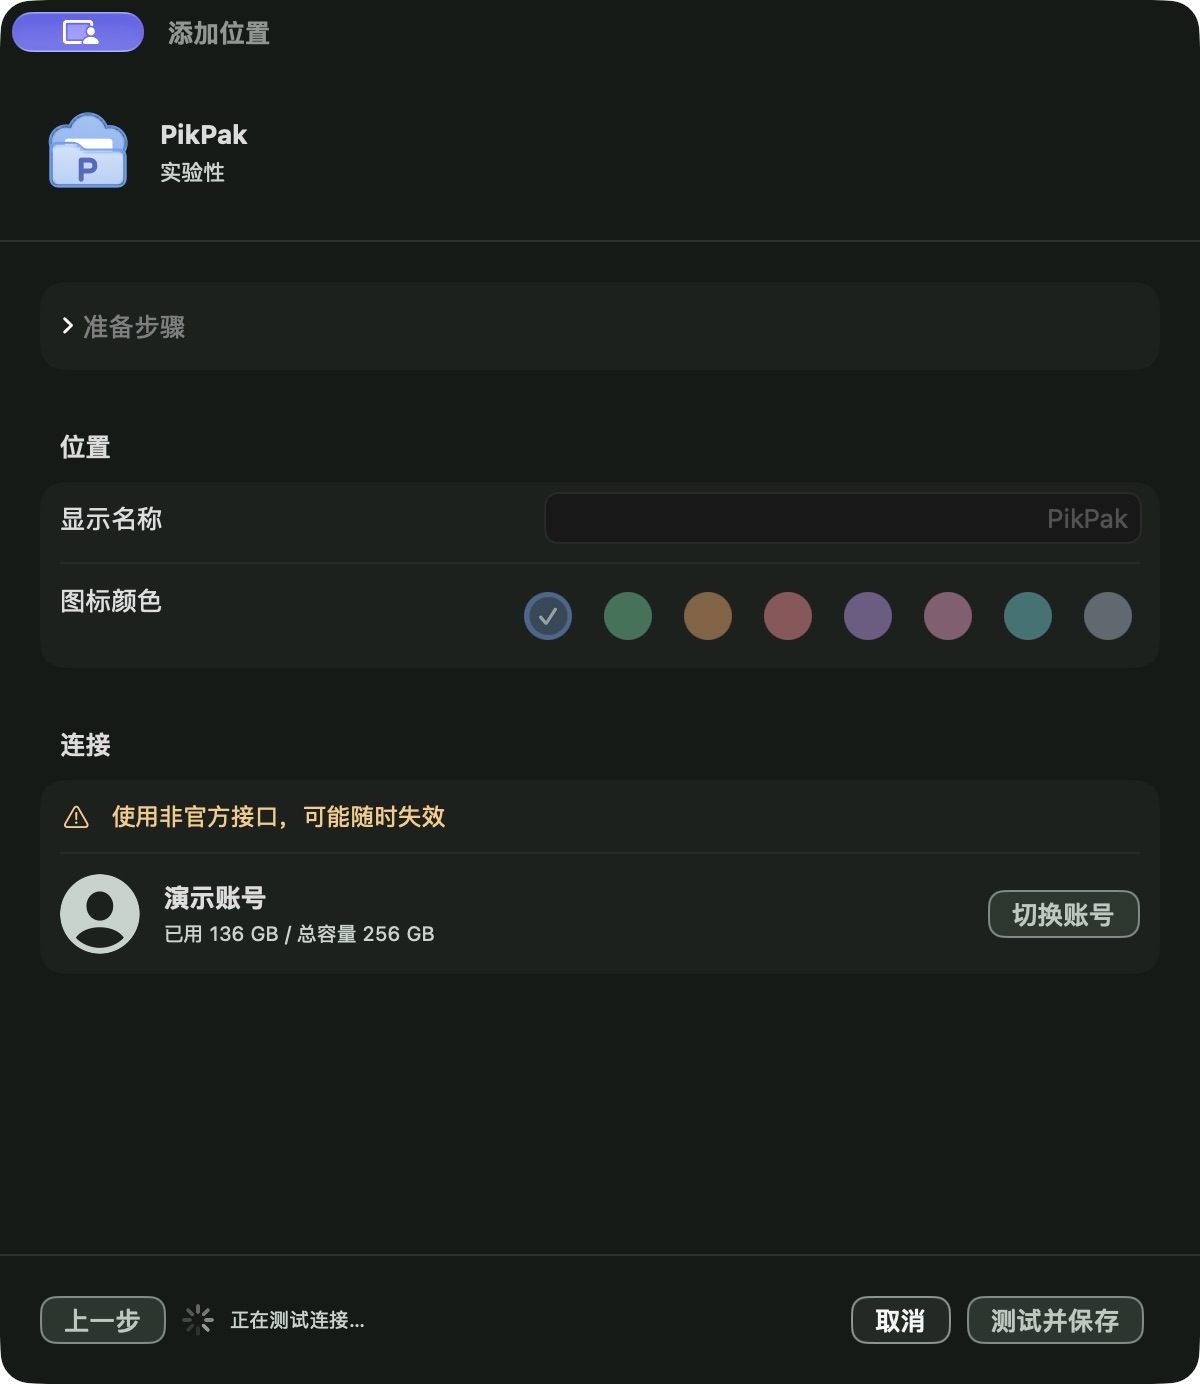 添加位置
P
PikPak
实验性
准备步骤
位置
显示名称
PikPak
图标颜色
连接
使用非官方接口，可能随时失效
演示账号
已用 136 GB / 总容量 256 GB
切换账号
上一步
正在测试连接...
取消
测试并保存